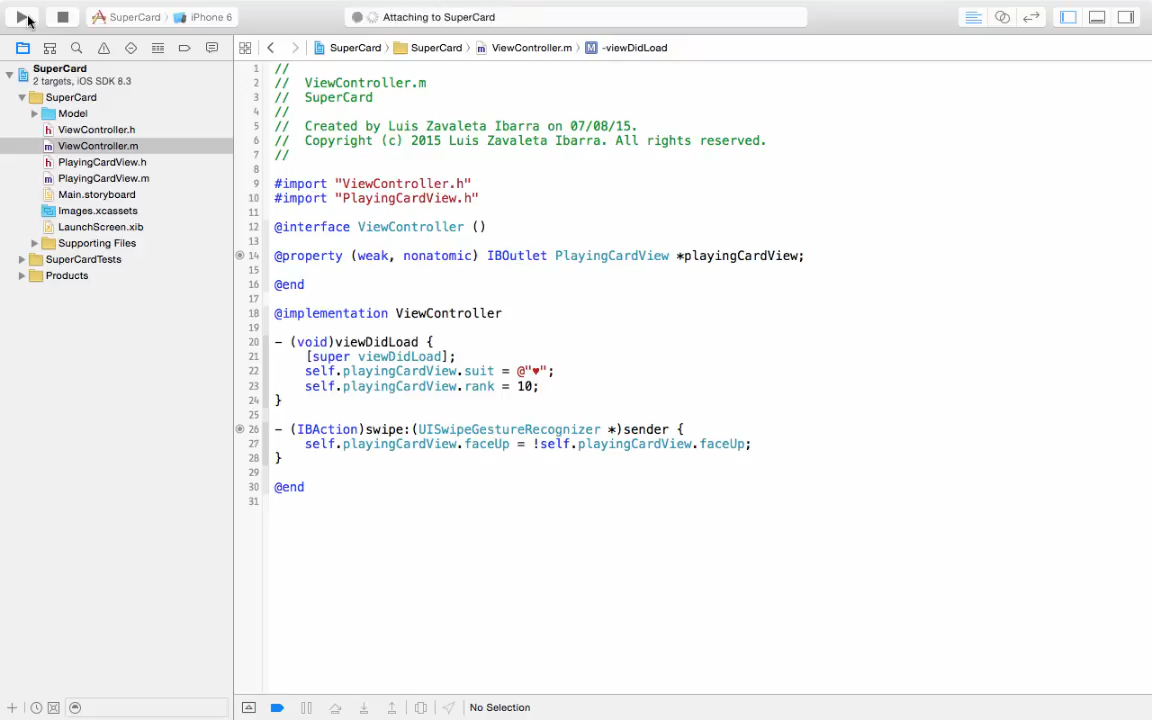 SuperCard iPhone 6 Attaching to SuperCard
SuperCard SuperCard ViewController.m -viewDidLoad
SuperCard
2 targets, iOS SDK 8.3
SuperCard
Model
ViewController.h
ViewController.m
PlayingCardView.h
PlayingCardView.m
Main.storyboard
Images.xcassets
LaunchScreen.xib
Supporting Files
SuperCardTests
Products
1 //
2 //  ViewController.m
3 //  SuperCard
4 //
5 //  Created by Luis Zavaleta Ibarra on 07/08/15.
6 //  Copyright (c) 2015 Luis Zavaleta Ibarra. All rights reserved.
7 //
8
9 #import "ViewController.h"
10 #import "PlayingCardView.h"
11
12 @interface ViewController ()
13
14 @property (weak, nonatomic) IBOutlet PlayingCardView *playingCardView;
15
16 @end
17
18 @implementation ViewController
19
20 - (void)viewDidLoad {
21     [super viewDidLoad];
22     self.playingCardView.suit = @"♥";
23     self.playingCardView.rank = 10;
24 }
25
26 - (IBAction)swipe:(UISwipeGestureRecognizer *)sender {
27     self.playingCardView.faceUp = !self.playingCardView.faceUp;
28 }
29
30 @end
31
No Selection